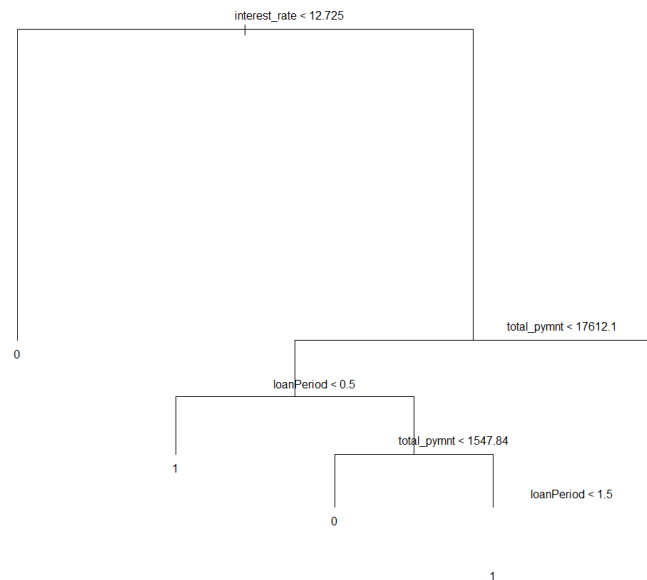 interest_rate < 12.725
total_pymnt < 17612.1
0
loanPeriod < 0.5
total_pymnt < 1547.84
1
loanPeriod < 1.5
0
1